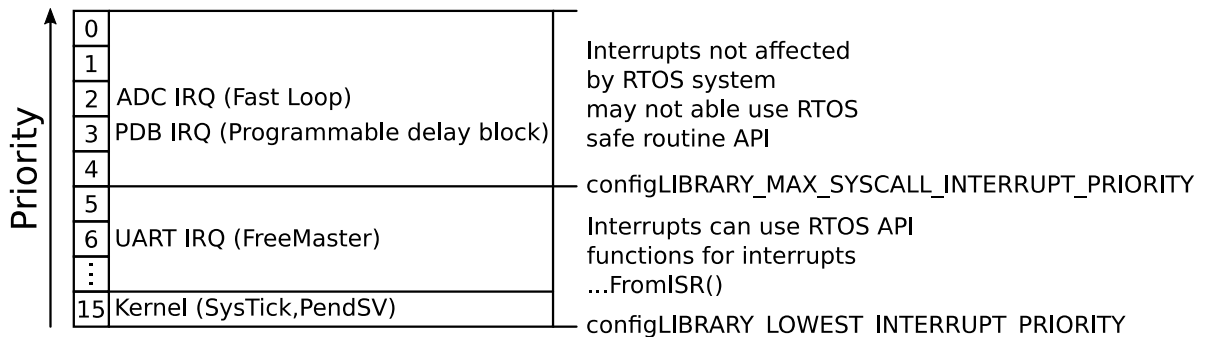 Priority
0
1
2 ADC IRQ (Fast Loop)
3 PDB IRQ (Programmable delay block)
4
5
6 UART IRQ (FreeMaster)
⋮
15 Kernel (SysTick,PendSV)
Interrupts not affected
by RTOS system
may not able use RTOS
safe routine API
configLIBRARY_MAX_SYSCALL_INTERRUPT_PRIORITY
Interrupts can use RTOS API
functions for interrupts
...FromISR()
configLIBRARY_LOWEST_INTERRUPT_PRIORITY